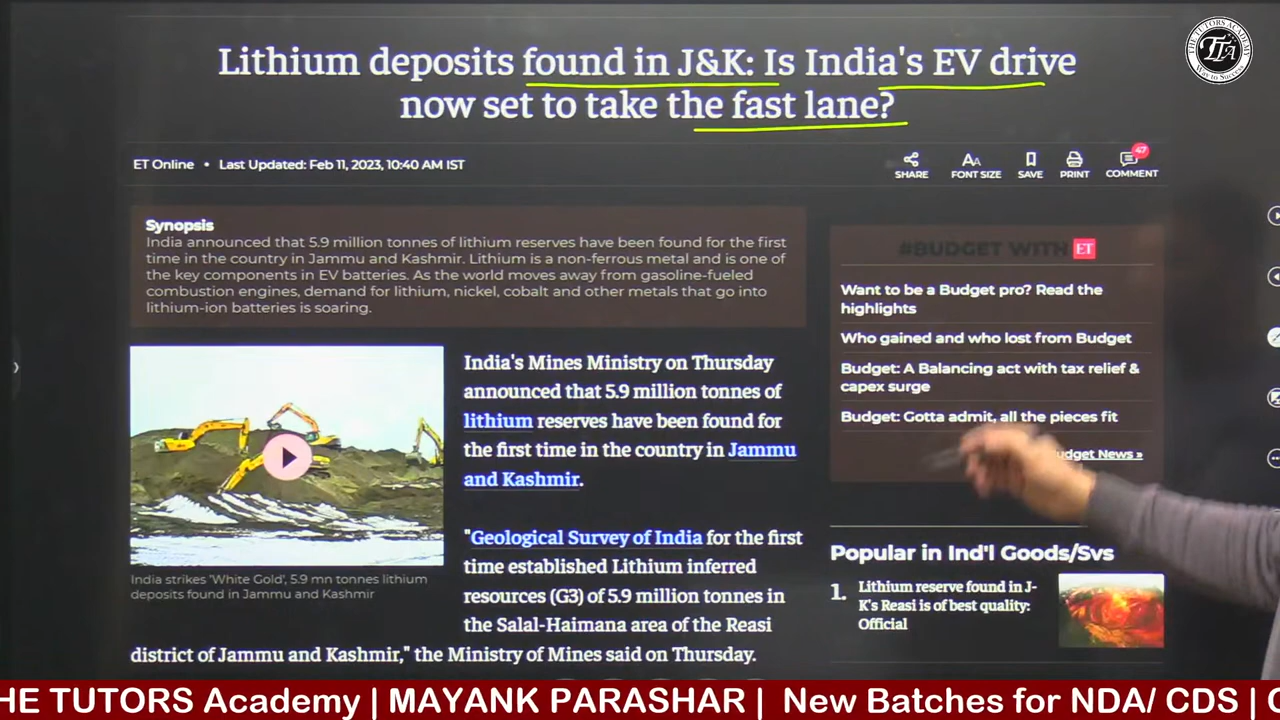 Lithium deposits found in J&K: Is India's EV drive
now set to take the fast lane?
THE TUTORS ACADEMY
TTA
Way to Success
ET Online • Last Updated: Feb 11, 2023, 10:40 AM IST
SHARE
FONT SIZE
SAVE
PRINT
47
COMMENT
Synopsis
India announced that 5.9 million tonnes of lithium reserves have been found for the first
time in the country in Jammu and Kashmir. Lithium is a non-ferrous metal and is one of
the key components in EV batteries. As the world moves away from gasoline-fueled
combustion engines, demand for lithium, nickel, cobalt and other metals that go into
lithium-ion batteries is soaring.
India strikes 'White Gold', 5.9 mn tonnes lithium
deposits found in Jammu and Kashmir
India's Mines Ministry on Thursday
announced that 5.9 million tonnes of
lithium reserves have been found for
the first time in the country in Jammu
and Kashmir.
"Geological Survey of India for the first
time established Lithium inferred
resources (G3) of 5.9 million tonnes in
the Salal-Haimana area of the Reasi
district of Jammu and Kashmir," the Ministry of Mines said on Thursday.
#BUDGET WITH ET
Want to be a Budget pro? Read the
highlights
Who gained and who lost from Budget
Budget: A Balancing act with tax relief &
capex surge
Budget: Gotta admit, all the pieces fit
udget News »
Popular in Ind'l Goods/Svs
1. Lithium reserve found in J-
K's Reasi is of best quality:
Official
HE TUTORS Academy | MAYANK PARASHAR | New Batches for NDA/ CDS |